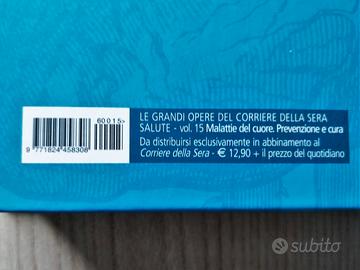 LE GRANDI OPERE DEL CORRIERE DELLA SERA
SALUTE - vol. 15 Malattie del cuore. Prevenzione e cura
Da distribuirsi esclusivamente in abbinamento al
Corriere della Sera - € 12,90 + il prezzo del quotidiano
60015>
9 771824 458308
subito